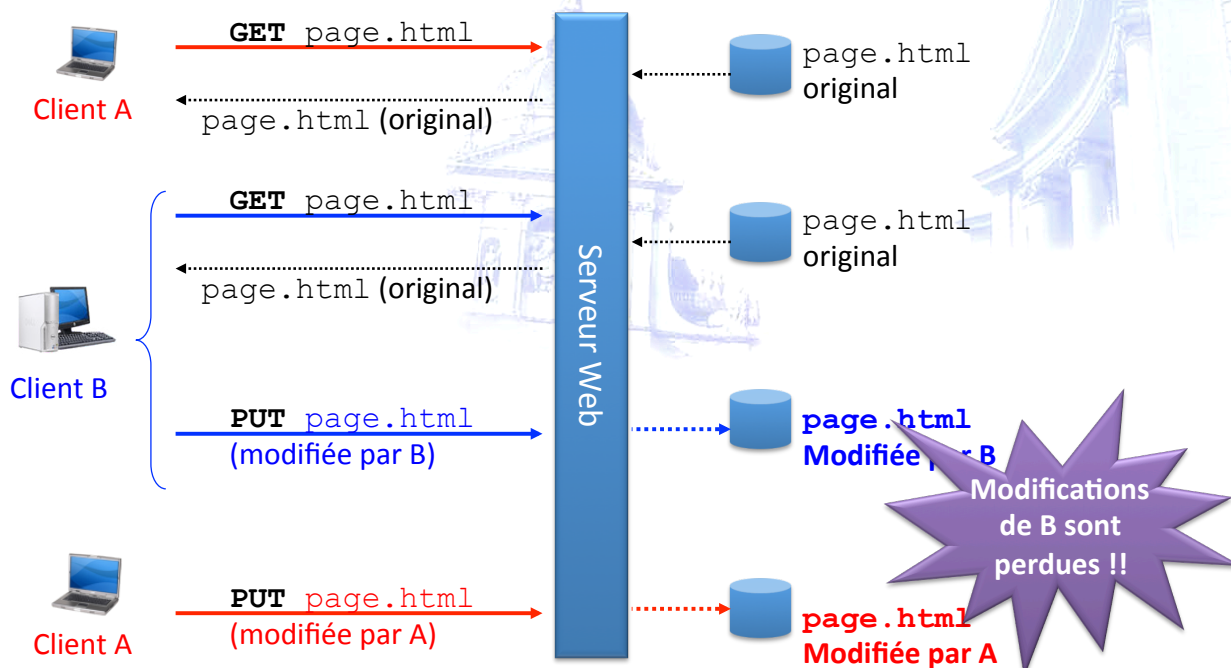 GET page.html
page.html
original
Client A
page.html (original)
GET page.html
page.html
original
page.html (original)
Serveur Web
Client B
PUT page.html
(modifiée par B)
page.html
Modifiée par B
Modifications
de B sont
perdues !!
PUT page.html
(modifiée par A)
Client A
page.html
Modifiée par A